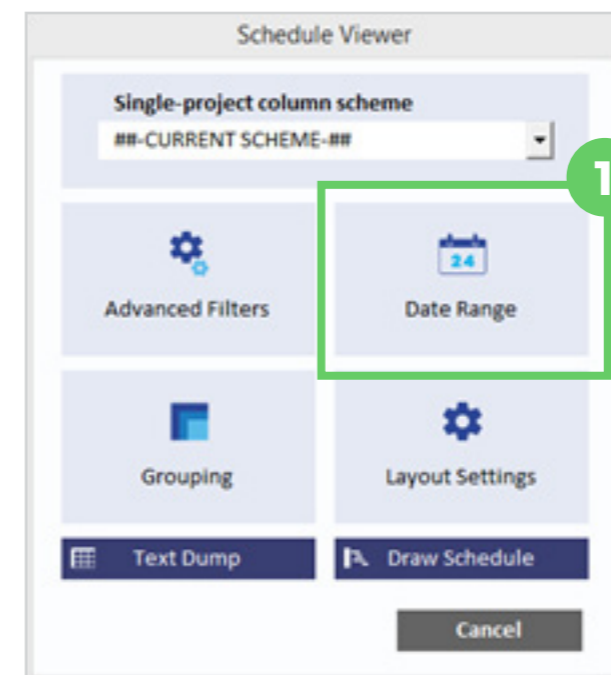 Schedule Viewer
Single-project column scheme
##-CURRENT SCHEME-##
1
24
Advanced Filters
Date Range
Grouping
Layout Settings
Text Dump
Draw Schedule
Cancel